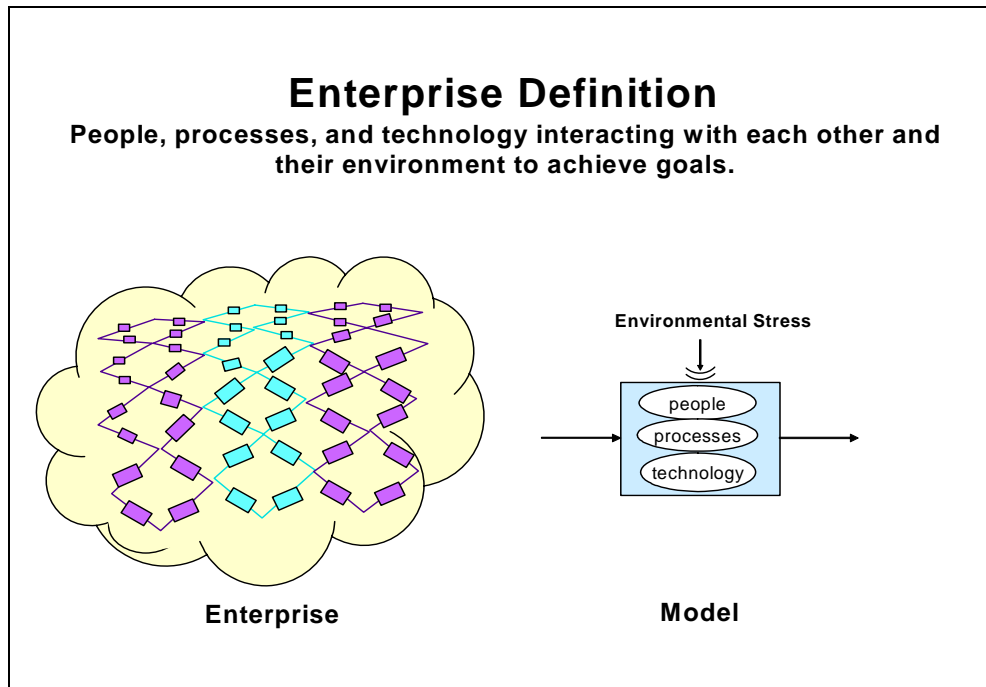 Enterprise Definition
People, processes, and technology interacting with each other and
their environment to achieve goals.
Environmental Stress
people
processes
technology
Enterprise
Model